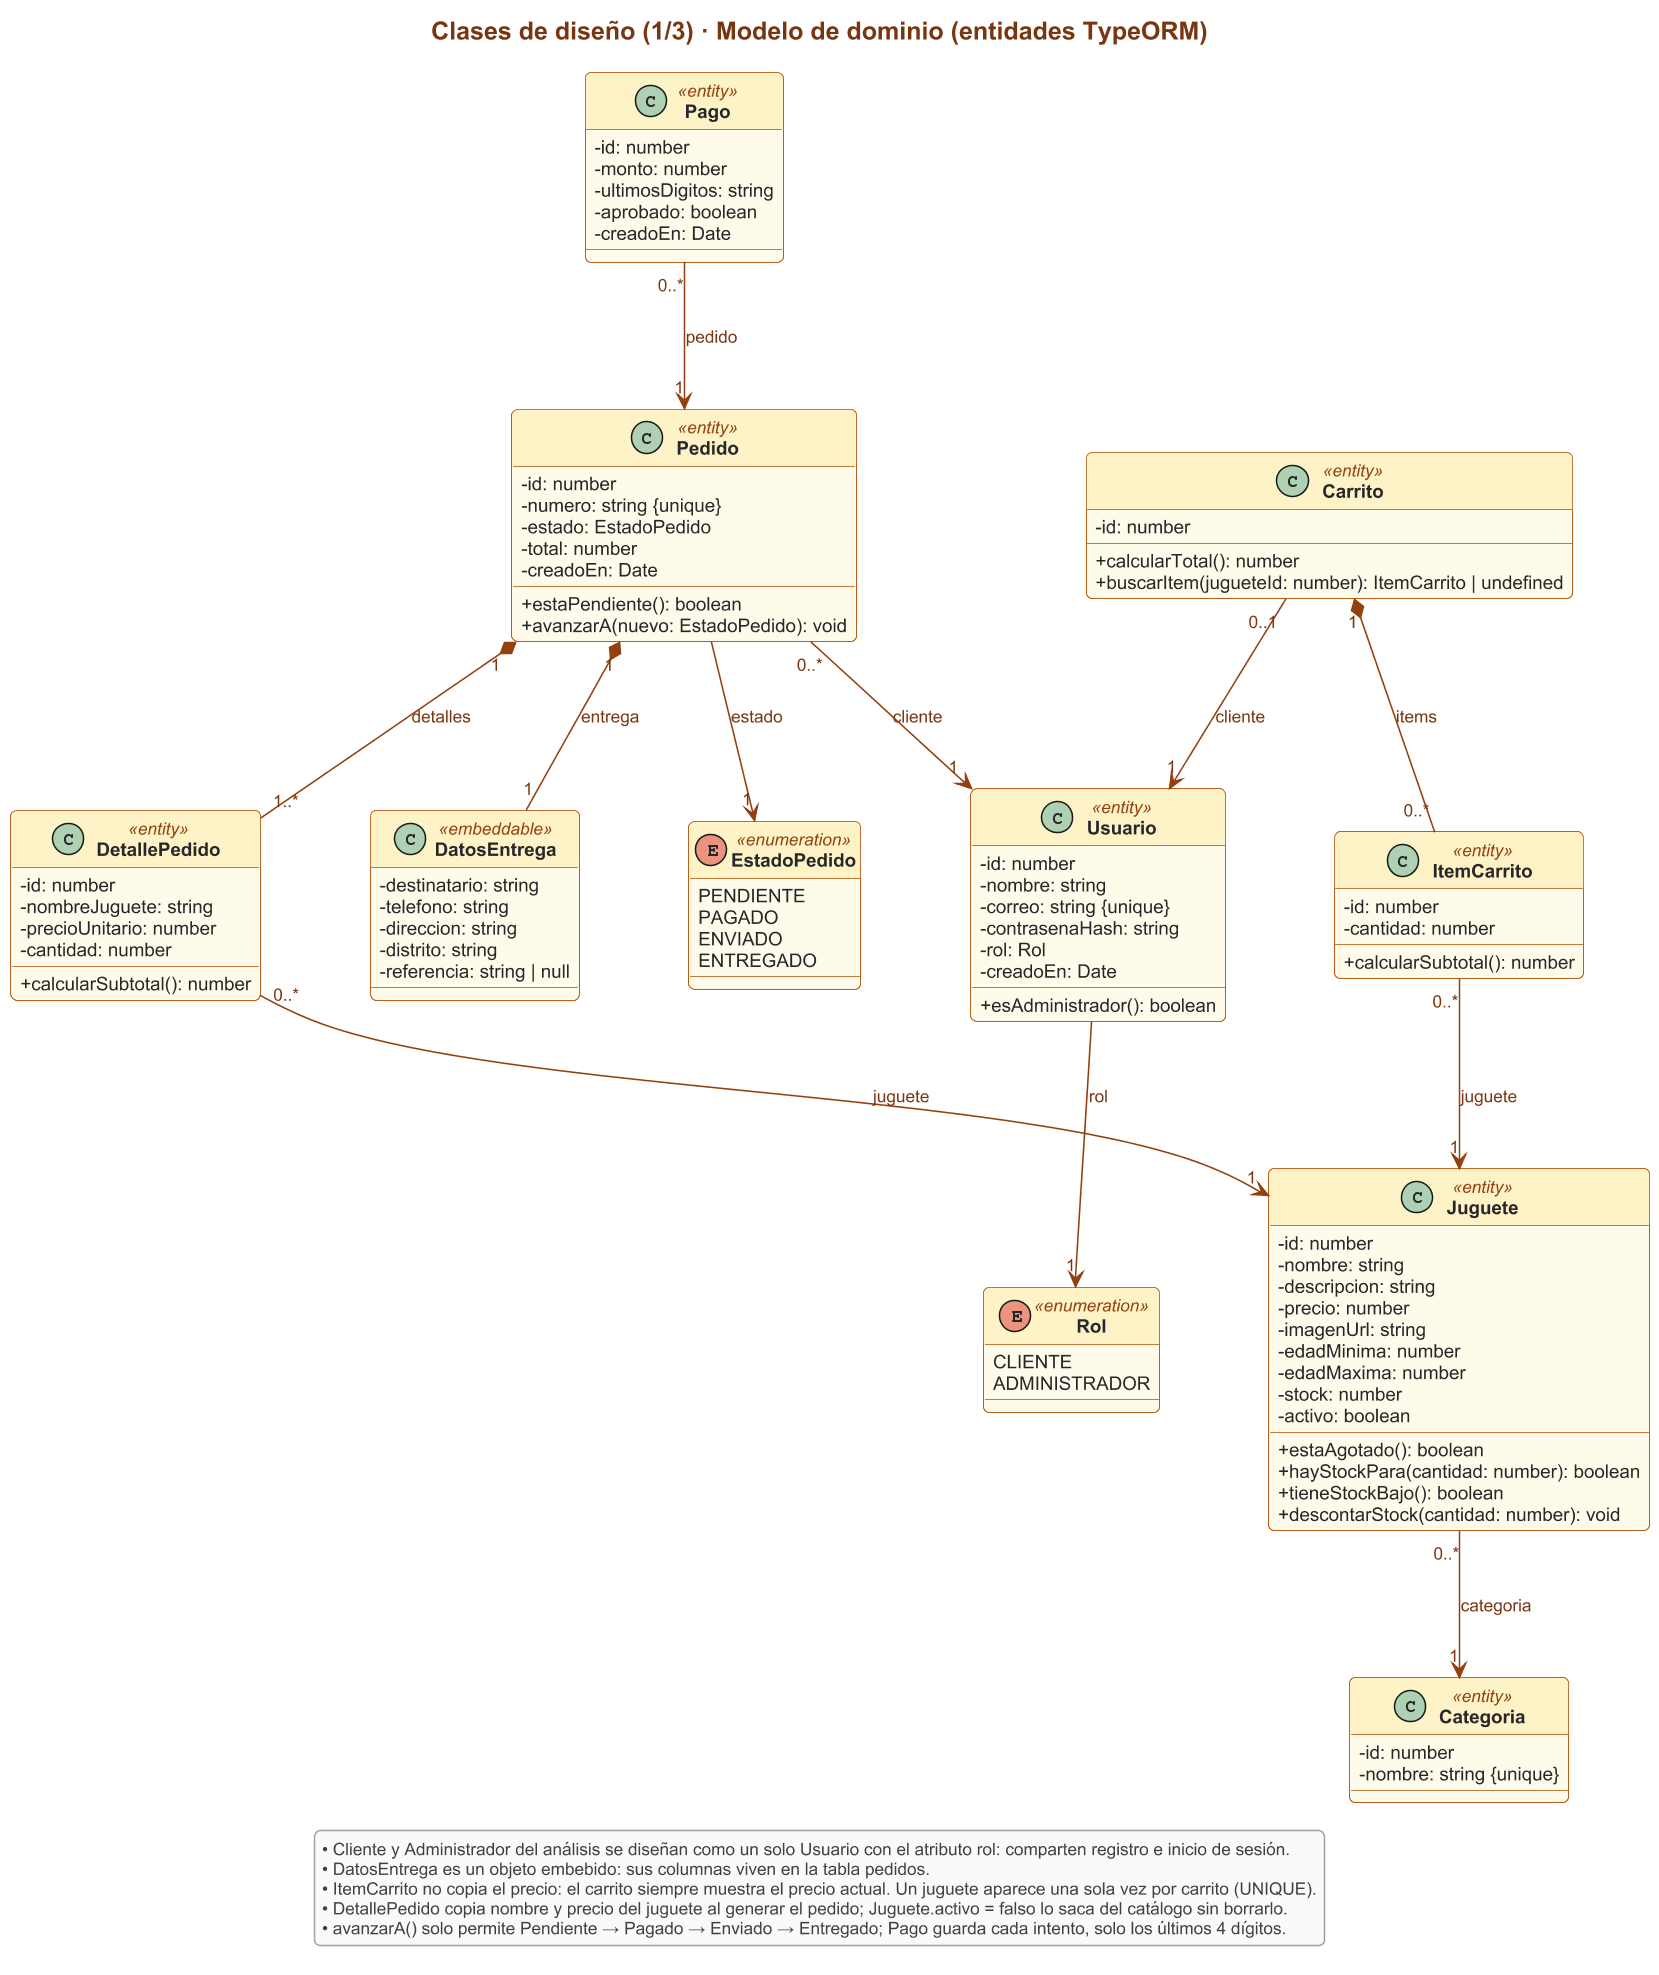 Clases de diseño (1/3) · Modelo de dominio (entidades TypeORM)
C
«entity»
Pago
-id: number
-monto: number
-ultimosDigitos: string
-aprobado: boolean
-creadoEn: Date
0..*
pedido
1
C
«entity»
Pedido
-id: number
-numero: string {unique}
-estado: EstadoPedido
-total: number
-creadoEn: Date
+estaPendiente(): boolean
+avanzarA(nuevo: EstadoPedido): void
C
«entity»
Carrito
-id: number
+calcularTotal(): number
+buscarItem(jugueteId: number): ItemCarrito | undefined
1
detalles
1..*
1
entrega
1
estado
1
0..*
cliente
1
0..1
cliente
1
1
items
0..*
C
«entity»
DetallePedido
-id: number
-nombreJuguete: string
-precioUnitario: number
-cantidad: number
+calcularSubtotal(): number
C
«embeddable»
DatosEntrega
-destinatario: string
-telefono: string
-direccion: string
-distrito: string
-referencia: string | null
E
«enumeration»
EstadoPedido
PENDIENTE
PAGADO
ENVIADO
ENTREGADO
C
«entity»
Usuario
-id: number
-nombre: string
-correo: string {unique}
-contrasenaHash: string
-rol: Rol
-creadoEn: Date
+esAdministrador(): boolean
C
«entity»
ItemCarrito
-id: number
-cantidad: number
+calcularSubtotal(): number
0..*
juguete
1
rol
1
0..*
juguete
1
E
«enumeration»
Rol
CLIENTE
ADMINISTRADOR
C
«entity»
Juguete
-id: number
-nombre: string
-descripcion: string
-precio: number
-imagenUrl: string
-edadMinima: number
-edadMaxima: number
-stock: number
-activo: boolean
+estaAgotado(): boolean
+hayStockPara(cantidad: number): boolean
+tieneStockBajo(): boolean
+descontarStock(cantidad: number): void
0..*
categoria
1
C
«entity»
Categoria
-id: number
-nombre: string {unique}
• Cliente y Administrador del análisis se diseñan como un solo Usuario con el atributo rol: comparten registro e inicio de sesión.
• DatosEntrega es un objeto embebido: sus columnas viven en la tabla pedidos.
• ItemCarrito no copia el precio: el carrito siempre muestra el precio actual. Un juguete aparece una sola vez por carrito (UNIQUE).
• DetallePedido copia nombre y precio del juguete al generar el pedido; Juguete.activo = falso lo saca del catálogo sin borrarlo.
• avanzarA() solo permite Pendiente → Pagado → Enviado → Entregado; Pago guarda cada intento, solo los últimos 4 dígitos.